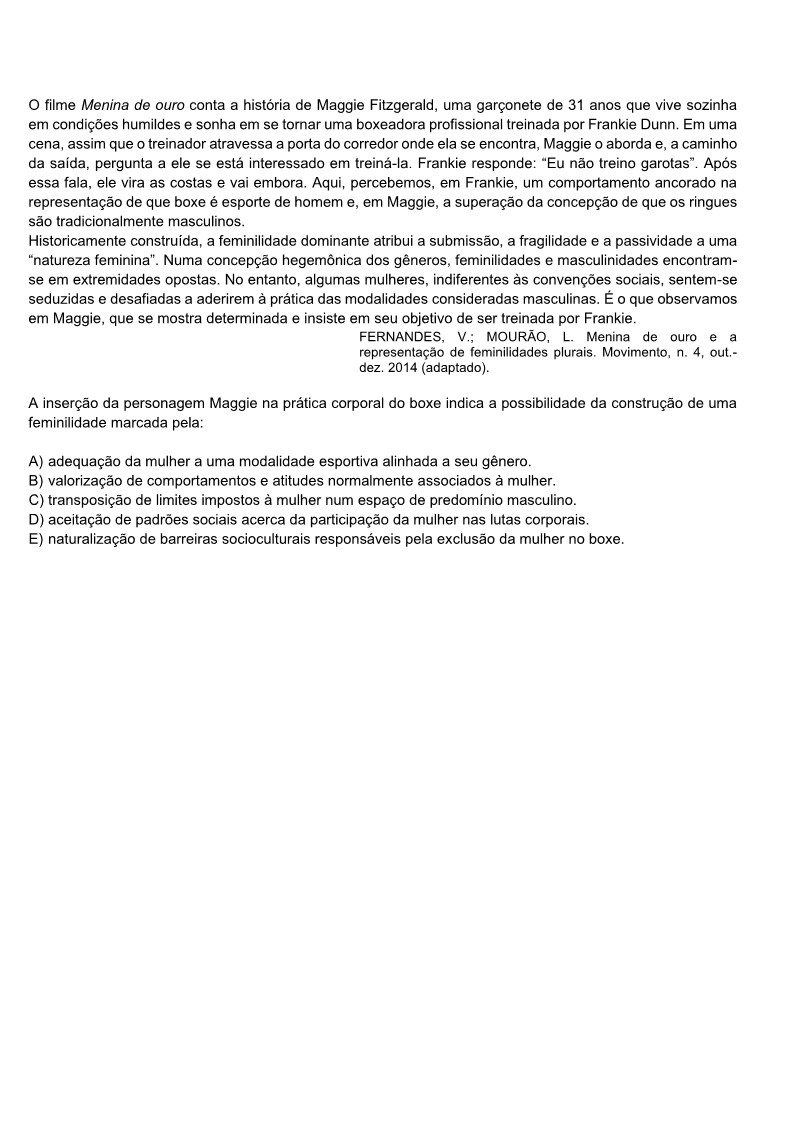 O filme Menina de ouro conta a história de Maggie Fitzgerald, uma garçonete de 31 anos que vive sozinha
em condições humildes e sonha em se tornar uma boxeadora profissional treinada por Frankie Dunn. Em uma
cena, assim que o treinador atravessa a porta do corredor onde ela se encontra, Maggie o aborda e, a caminho
da saída, pergunta a ele se está interessado em treiná-la. Frankie responde: “Eu não treino garotas”. Após
essa fala, ele vira as costas e vai embora. Aqui, percebemos, em Frankie, um comportamento ancorado na
representação de que boxe é esporte de homem e, em Maggie, a superação da concepção de que os ringues
são tradicionalmente masculinos.
Historicamente construída, a feminilidade dominante atribui a submissão, a fragilidade e a passividade a uma
“natureza feminina”. Numa concepção hegemônica dos gêneros, feminilidades e masculinidades encontram-
se em extremidades opostas. No entanto, algumas mulheres, indiferentes às convenções sociais, sentem-se
seduzidas e desafiadas a aderirem à prática das modalidades consideradas masculinas. É o que observamos
em Maggie, que se mostra determinada e insiste em seu objetivo de ser treinada por Frankie.
FERNANDES, V.; MOURÃO, L. Menina de ouro e a
representação de feminilidades plurais. Movimento, n. 4, out.-
dez. 2014 (adaptado).
A inserção da personagem Maggie na prática corporal do boxe indica a possibilidade da construção de uma
feminilidade marcada pela:
A) adequação da mulher a uma modalidade esportiva alinhada a seu gênero.
B) valorização de comportamentos e atitudes normalmente associados à mulher.
C) transposição de limites impostos à mulher num espaço de predomínio masculino.
D) aceitação de padrões sociais acerca da participação da mulher nas lutas corporais.
E) naturalização de barreiras socioculturais responsáveis pela exclusão da mulher no boxe.